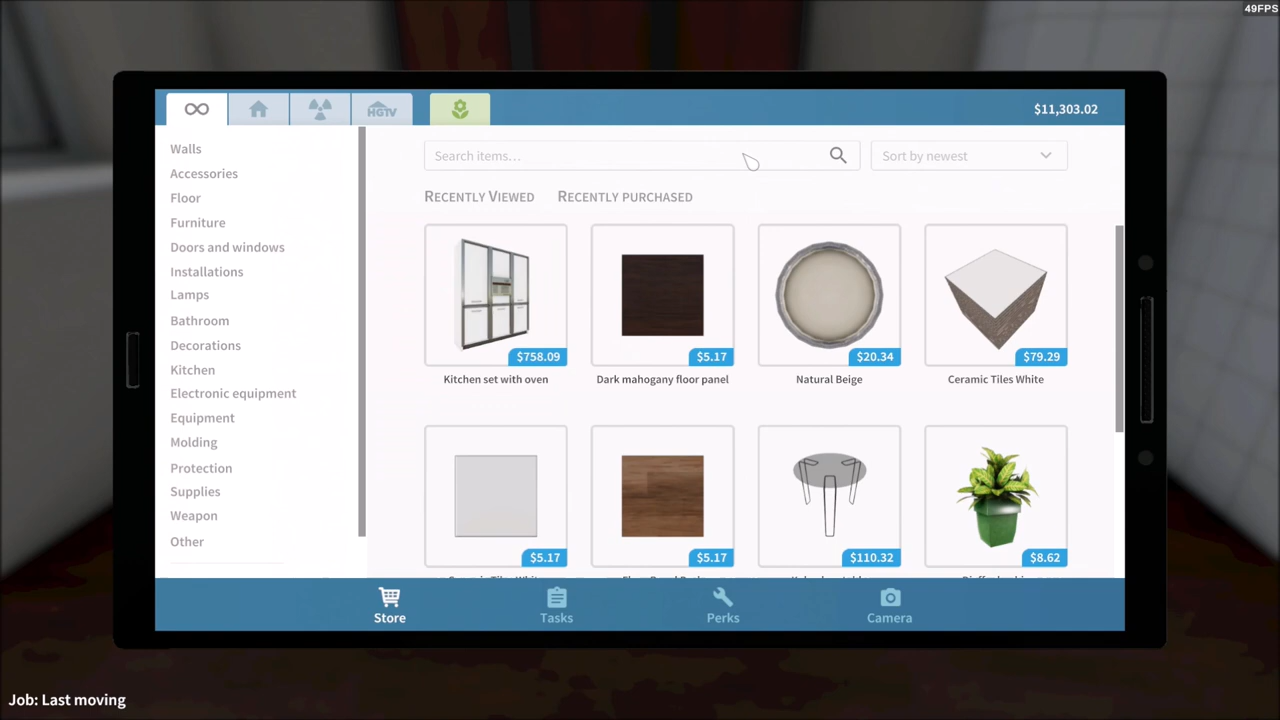 49FPS
HGTV
$11,303.02
Search items...
Sort by newest
RECENTLY VIEWED
RECENTLY PURCHASED
Walls
Accessories
Floor
Furniture
Doors and windows
Installations
Lamps
Bathroom
Decorations
Kitchen
Electronic equipment
Equipment
Molding
Protection
Supplies
Weapon
Other
$758.09
$5.17
$20.34
$79.29
Kitchen set with oven
Dark mahogany floor panel
Natural Beige
Ceramic Tiles White
$5.17
$5.17
$110.32
$8.62
Store
Tasks
Perks
Camera
Job: Last moving